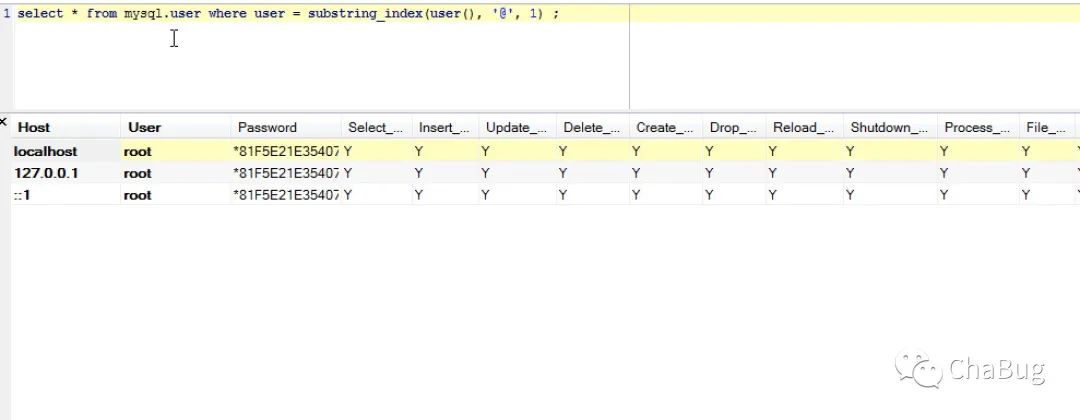 1 select * from mysql.user where user = substring_index(user(), '@', 1) ;
Host User Password Select_... Insert_... Update_... Delete_... Create_... Drop_... Reload_... Shutdown_... Process_... File_...
localhost root *81F5E21E35407 Y Y Y Y Y Y Y Y Y Y
127.0.0.1 root *81F5E21E35407 Y Y Y Y Y Y Y Y Y Y
::1 root *81F5E21E35407 Y Y Y Y Y Y Y Y Y Y
ChaBug